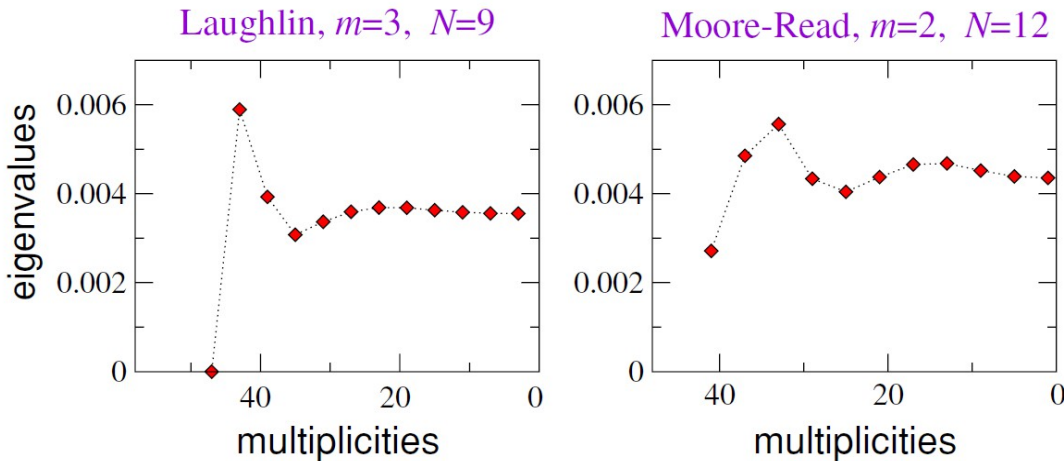 Laughlin, m=3, N=9
Moore-Read, m=2, N=12
eigenvalues
0.006
0.004
0.002
0
40
20
0
multiplicities
0.006
0.004
0.002
0
40
20
0
multiplicities